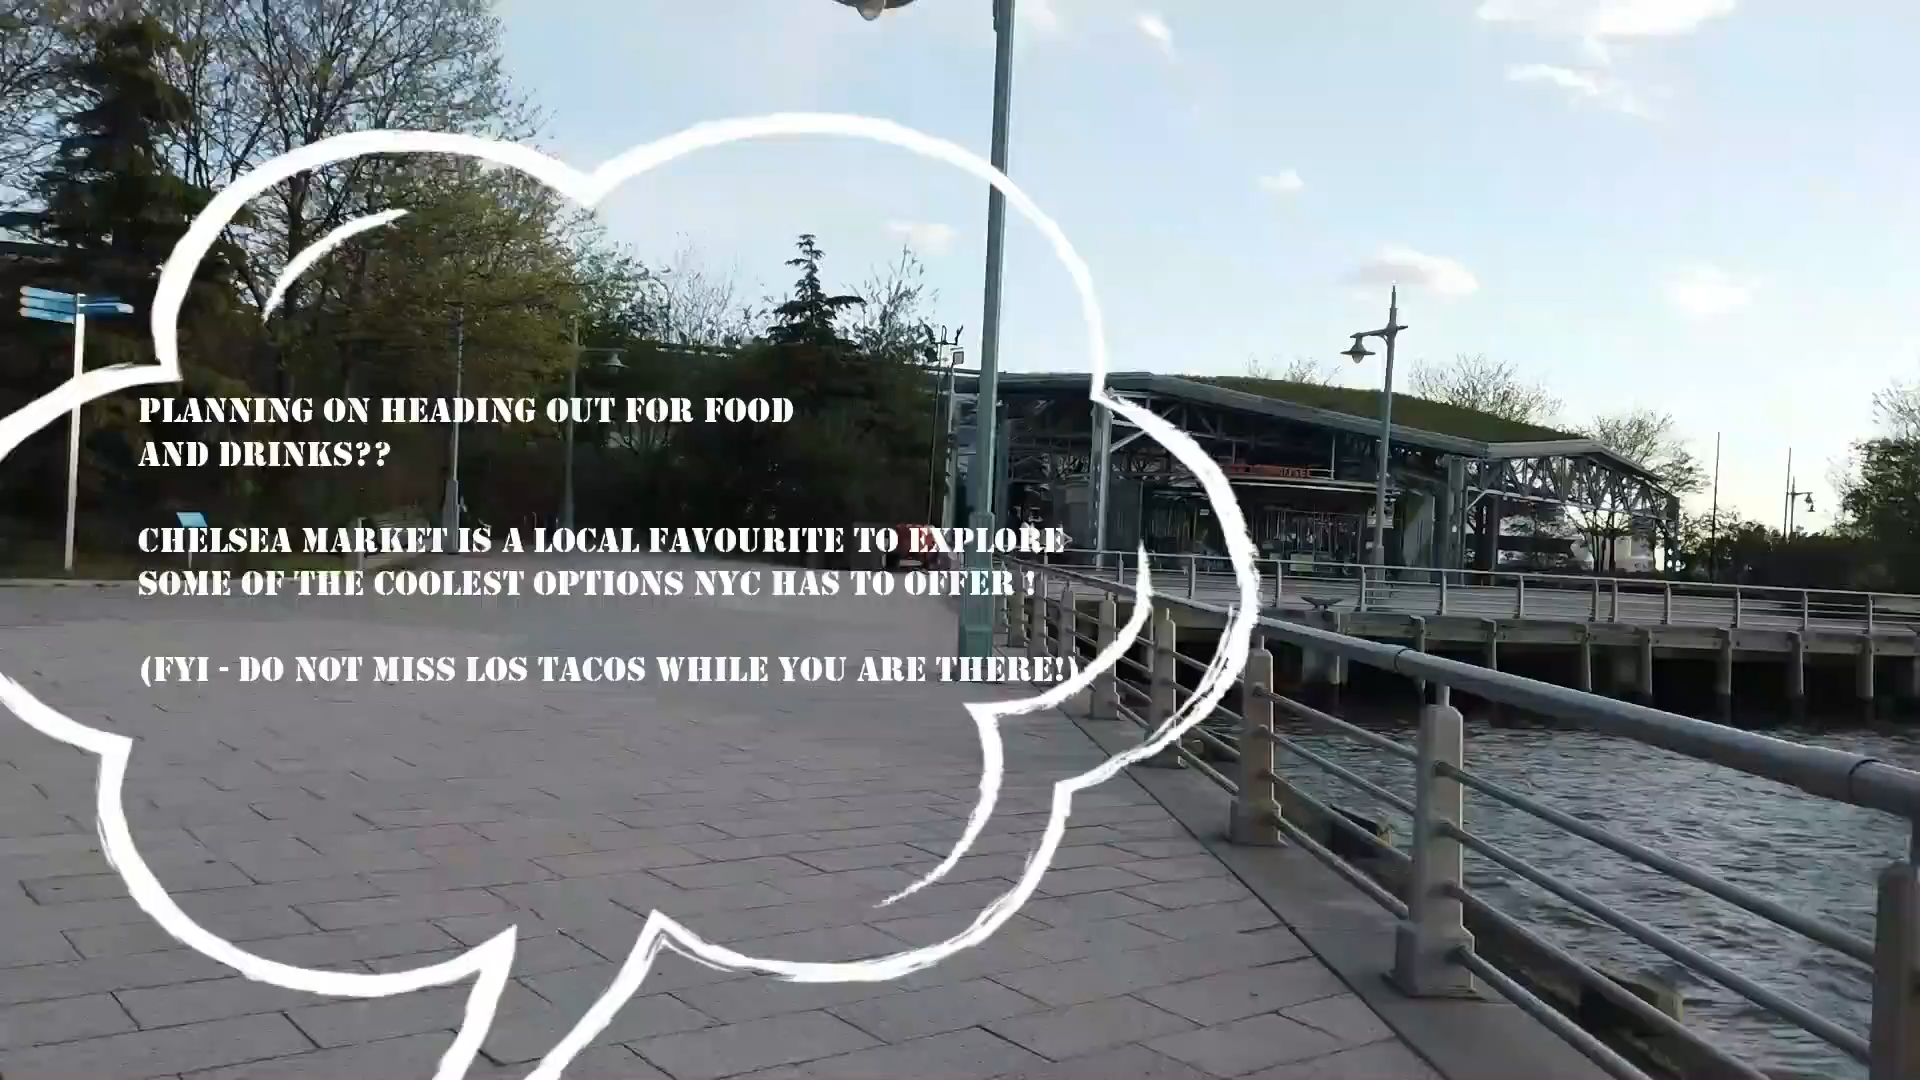 PLANNING ON HEADING OUT FOR FOOD
AND DRINKS??
CHELSEA MARKET IS A LOCAL FAVOURITE TO EXPLORE
SOME OF THE COOLEST OPTIONS NYC HAS TO OFFER !
(FYI - DO NOT MISS LOS TACOS WHILE YOU ARE THERE!)